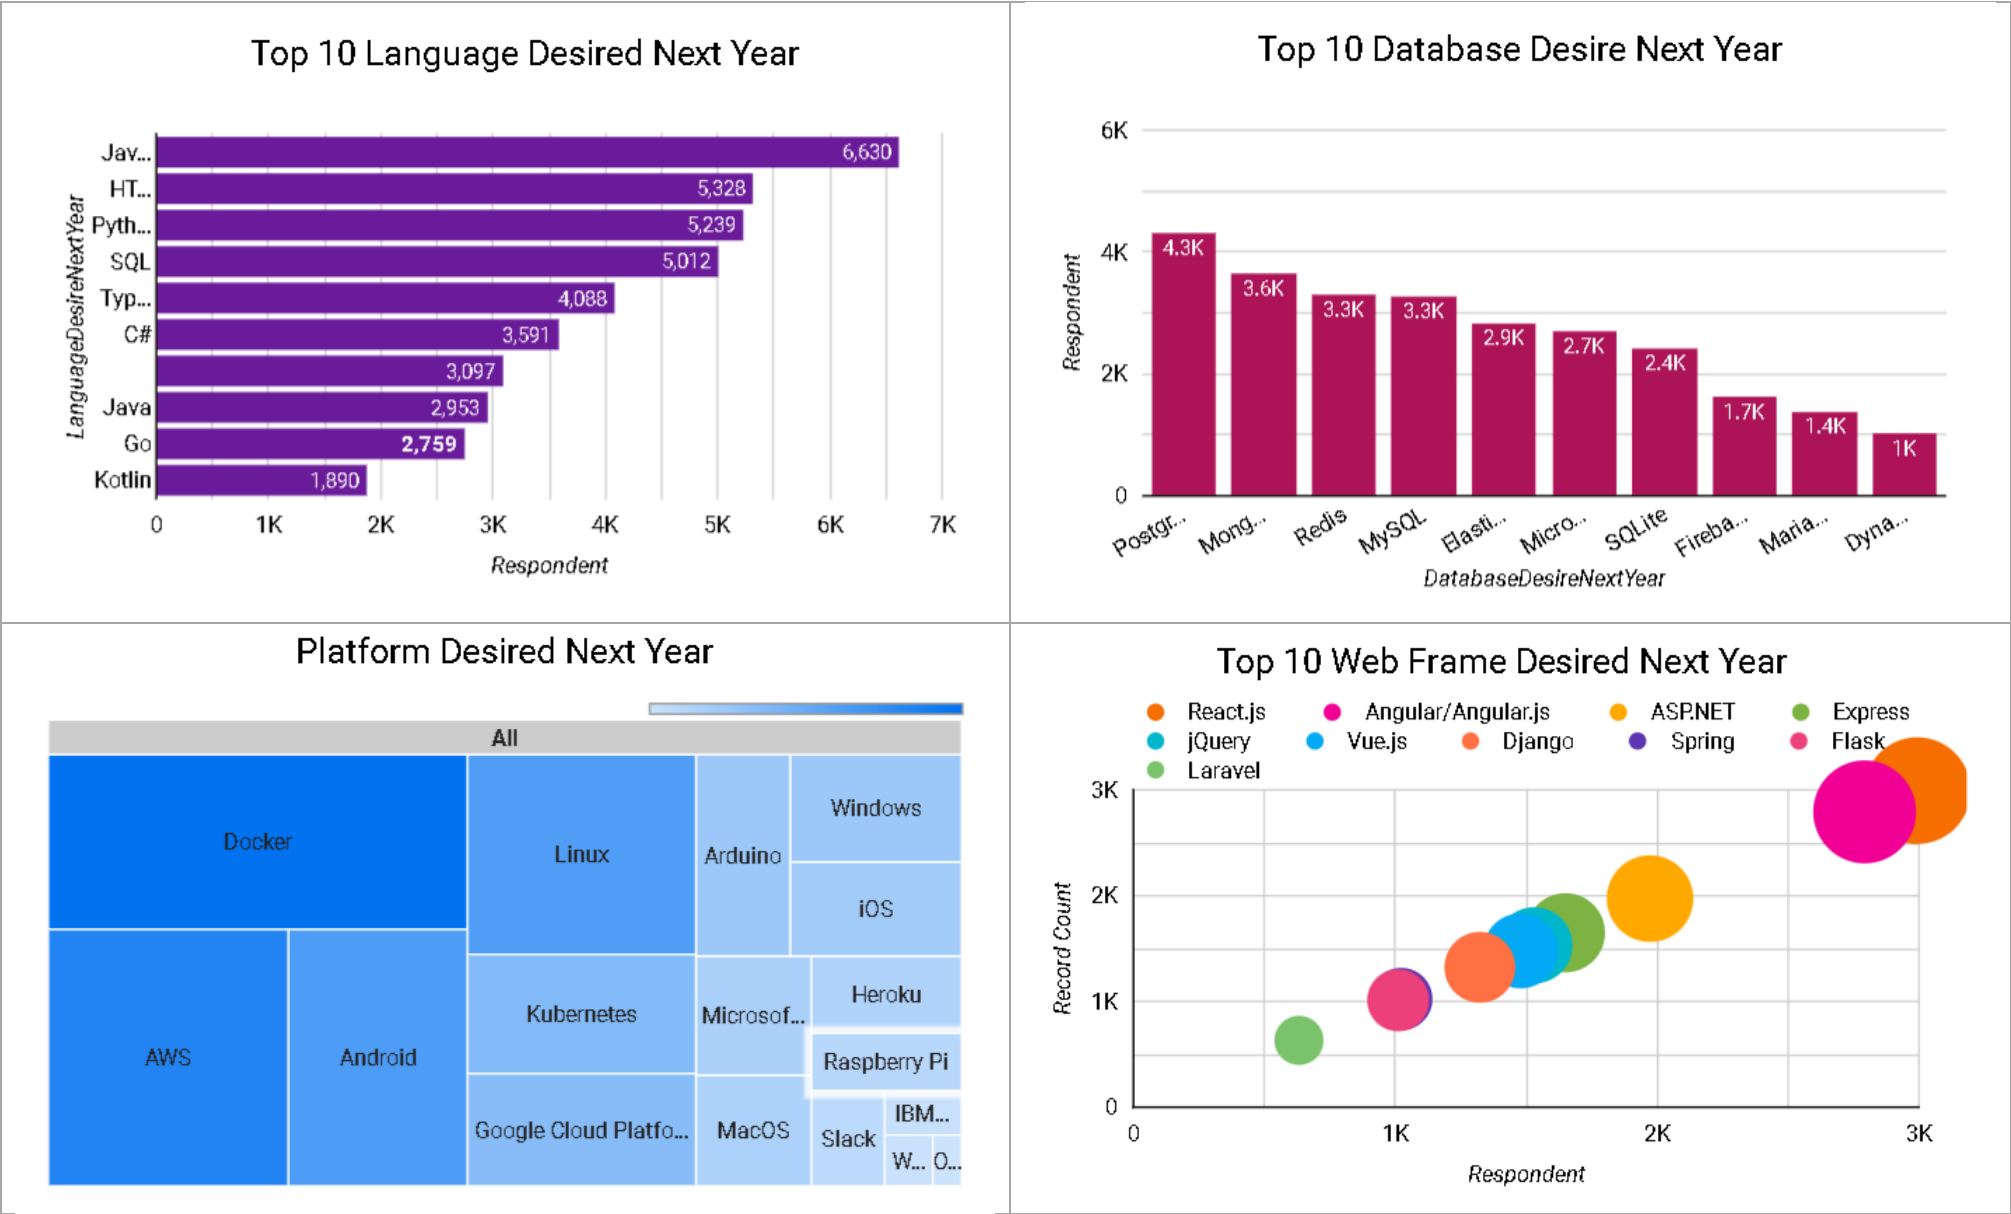 Top 10 Language Desired Next Year
LanguageDesireNextYear
Jav...
6,630
HT...
5,328
Pyth...
5,239
SQL
5,012
Typ...
4,088
C#
3,591
3,097
Java
2,953
Go
2,759
Kotlin
1,890
0 1K 2K 3K 4K 5K 6K 7K
Respondent
Top 10 Database Desire Next Year
Respondent
6K
4K
2K
0
4.3K
3.6K
3.3K
3.3K
2.9K
2.7K
2.4K
1.7K
1.4K
1K
Postgr...
Mong...
Redis
MySQL
Elasti...
Micro...
SQLite
Fireba...
Maria...
Dyna...
DatabaseDesireNextYear
Platform Desired Next Year
All
Docker
AWS
Android
Linux
Kubernetes
Google Cloud Platfo...
Arduino
Windows
iOS
Microsof...
Heroku
Raspberry Pi
MacOS
Slack
IBM...
W...
O...
Top 10 Web Frame Desired Next Year
React.js Angular/Angular.js ASP.NET Express
jQuery Vue.js Django Spring Flask
Laravel
Record Count
3K
2K
1K
0
0 1K 2K 3K
Respondent